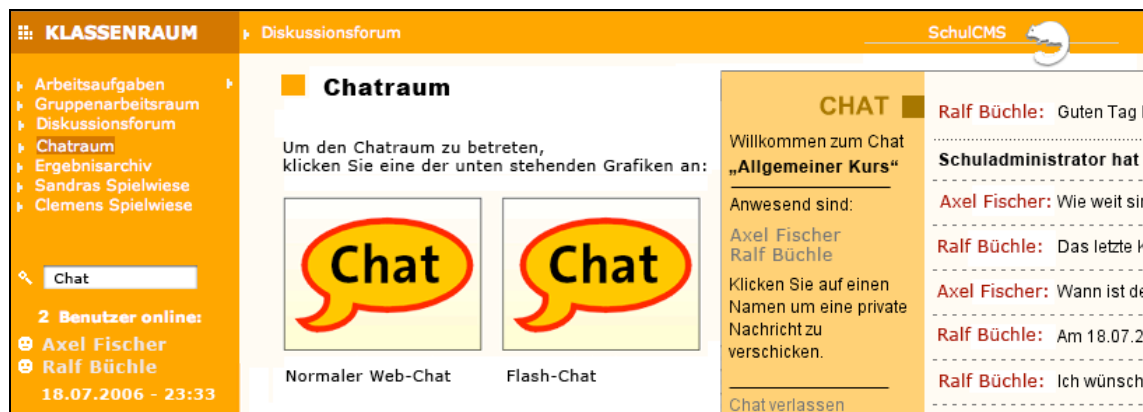 KLASSENRAUM
Diskussionsforum
SchulCMS
Arbeitsaufgaben
Gruppenarbeitsraum
Diskussionsforum
Chatraum
Ergebnisarchiv
Sandras Spielwiese
Clemens Spielwiese
Chat
2 Benutzer online:
Axel Fischer
Ralf Büchle
18.07.2006 - 23:33
Chatraum
Um den Chatraum zu betreten,
klicken Sie eine der unten stehenden Grafiken an:
Chat
Chat
Normaler Web-Chat
Flash-Chat
CHAT
Willkommen zum Chat
„Allgemeiner Kurs“
Anwesend sind:
Axel Fischer
Ralf Büchle
Klicken Sie auf einen
Namen um eine private
Nachricht zu
verschicken.
Chat verlassen
Ralf Büchle: Guten Tag
Schuladministrator hat
Axel Fischer: Wie weit
Ralf Büchle: Das letzte
Axel Fischer: Wann ist
Ralf Büchle: Am 18.07.2
Ralf Büchle: Ich wünsch